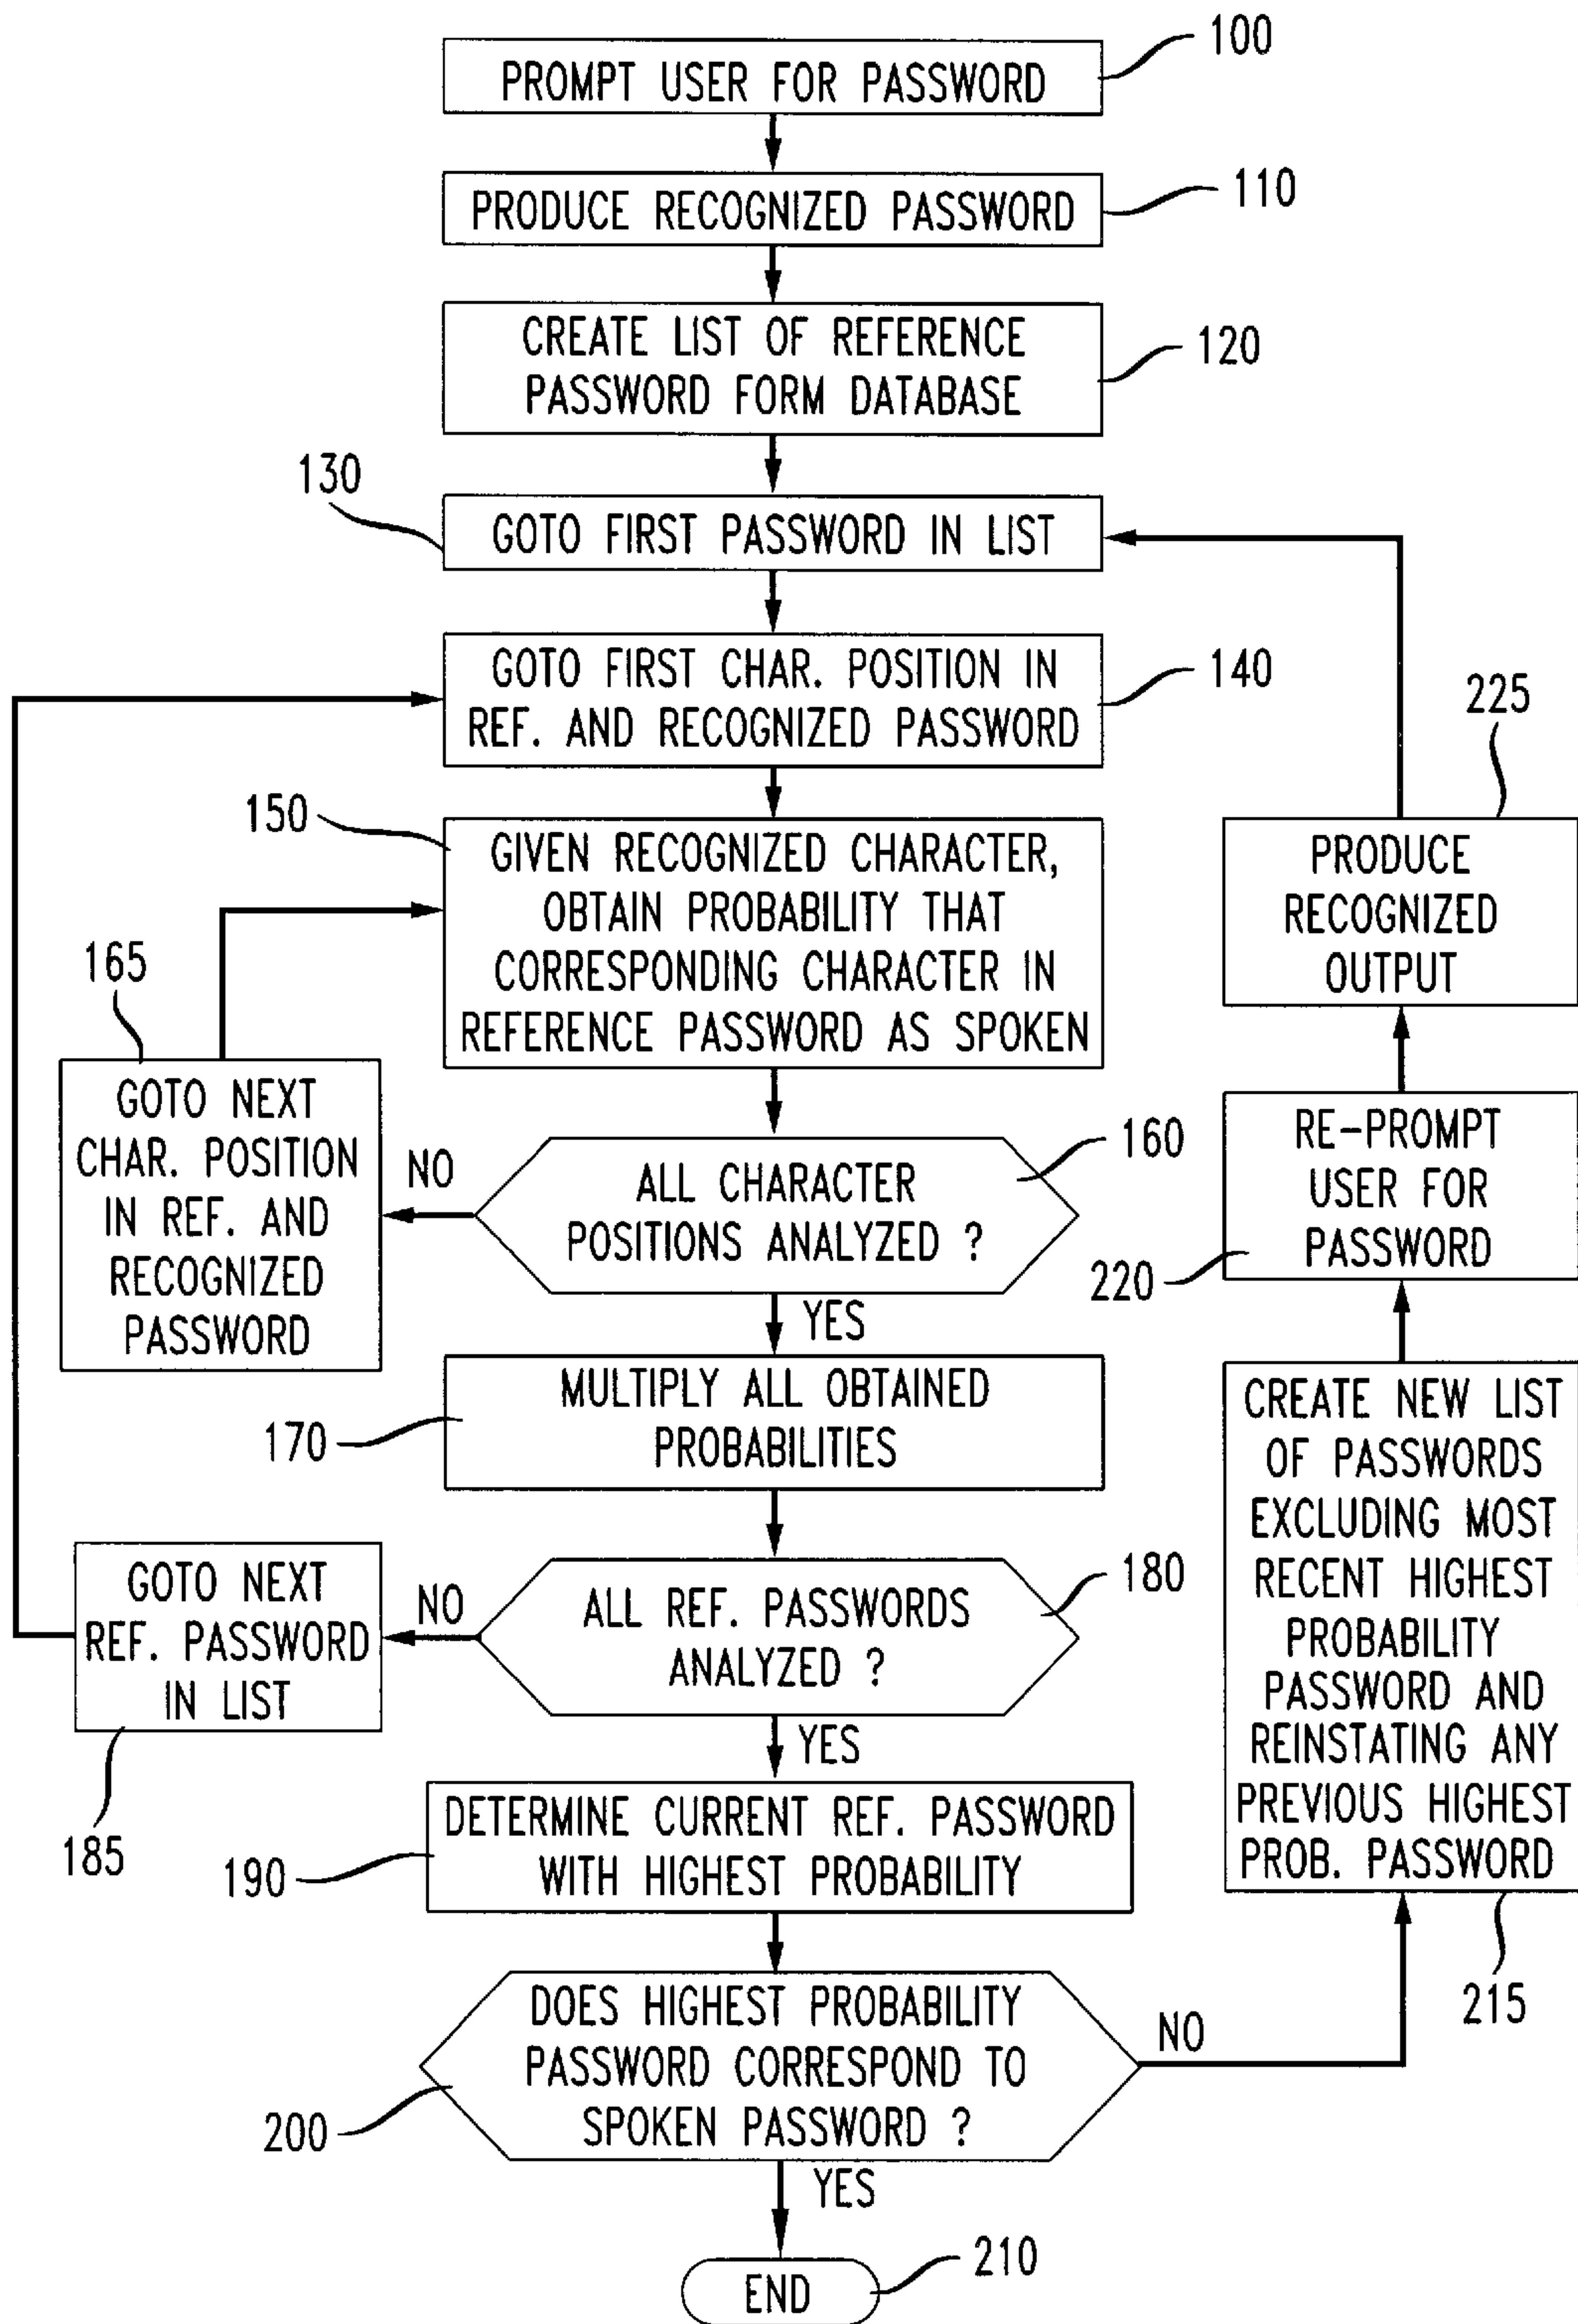 100
PROMPT USER FOR PASSWORD
PRODUCE RECOGNIZED PASSWORD
110
CREATE LIST OF REFERENCE
PASSWORD FORM DATABASE
120
130
GOTO FIRST PASSWORD IN LIST
GOTO FIRST CHAR. POSITION IN
REF. AND RECOGNIZED PASSWORD
140
150
GIVEN RECOGNIZED CHARACTER,
OBTAIN PROBABILITY THAT
CORRESPONDING CHARACTER IN
REFERENCE PASSWORD AS SPOKEN
165
GOTO NEXT
CHAR. POSITION
IN REF. AND
RECOGNIZED
PASSWORD
NO
ALL CHARACTER
POSITIONS ANALYZED ?
160
YES
MULTIPLY ALL OBTAINED
PROBABILITIES
170
GOTO NEXT
REF. PASSWORD
IN LIST
185
NO
ALL REF. PASSWORDS
ANALYZED ?
180
YES
DETERMINE CURRENT REF. PASSWORD
WITH HIGHEST PROBABILITY
190
DOES HIGHEST PROBABILITY
PASSWORD CORRESPOND TO
SPOKEN PASSWORD ?
200
NO
YES
END
210
225
PRODUCE
RECOGNIZED
OUTPUT
RE-PROMPT
USER FOR
PASSWORD
220
CREATE NEW LIST
OF PASSWORDS
EXCLUDING MOST
RECENT HIGHEST
PROBABILITY
PASSWORD AND
REINSTATING ANY
PREVIOUS HIGHEST
PROB. PASSWORD
215